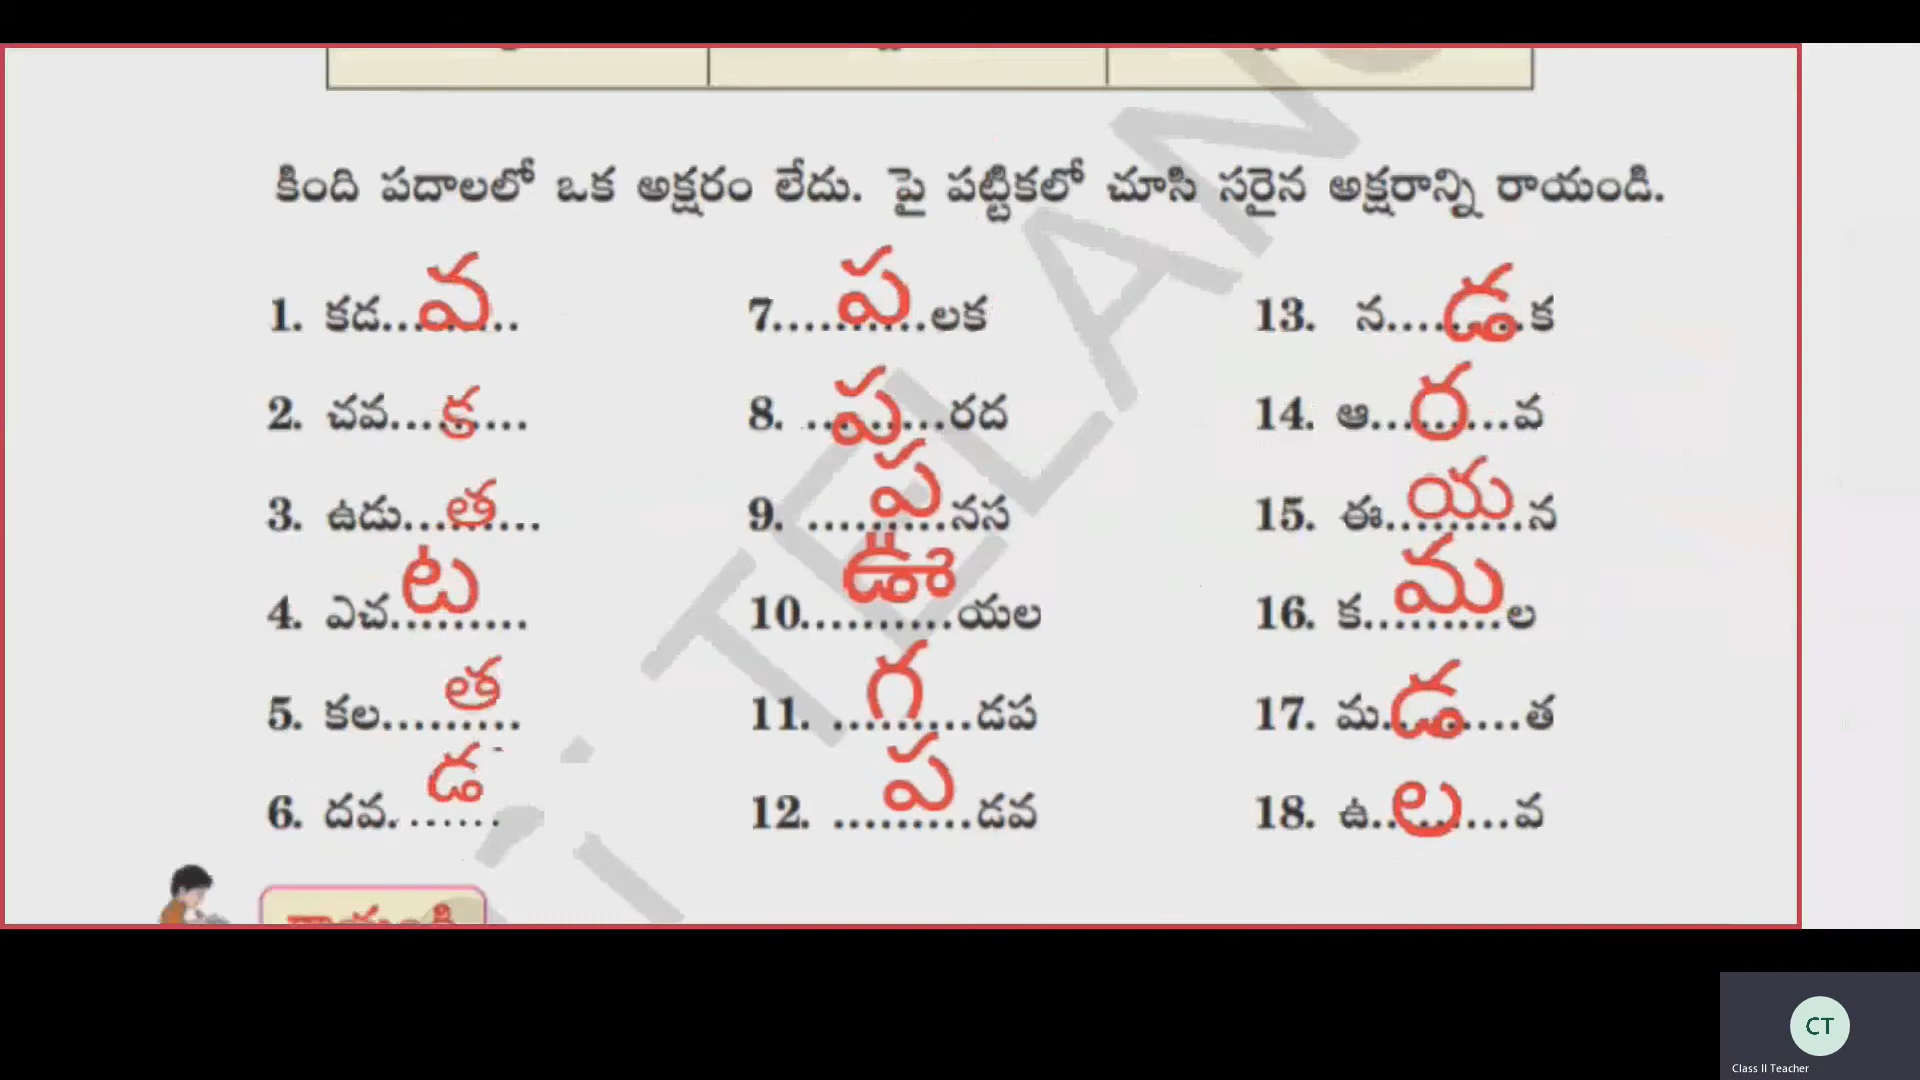 కింది పదాలలో ఒక అక్షరం లేదు. పై పట్టికలో చూసి సరైన అక్షరాన్ని రాయండి.
1. కడ...వ...
7....ప...లక
13. న...డ...క
2. చవ...క...
8. ...ప...రద
14. ఆ...ర...వ
3. ఉడు...త...
9. ...ప...నస
15. ఈ...య...న
4. ఎచ...ట...
10....ఊ...యల
16. క...మ...ల
5. కల...త...
11. ...గ...డప
17. మ...డ...త
6. దవ...డ...
12. ...ప...డవ
18. ఉ...ల...వ
రాయండి
TELAN
CT
Class II Teacher